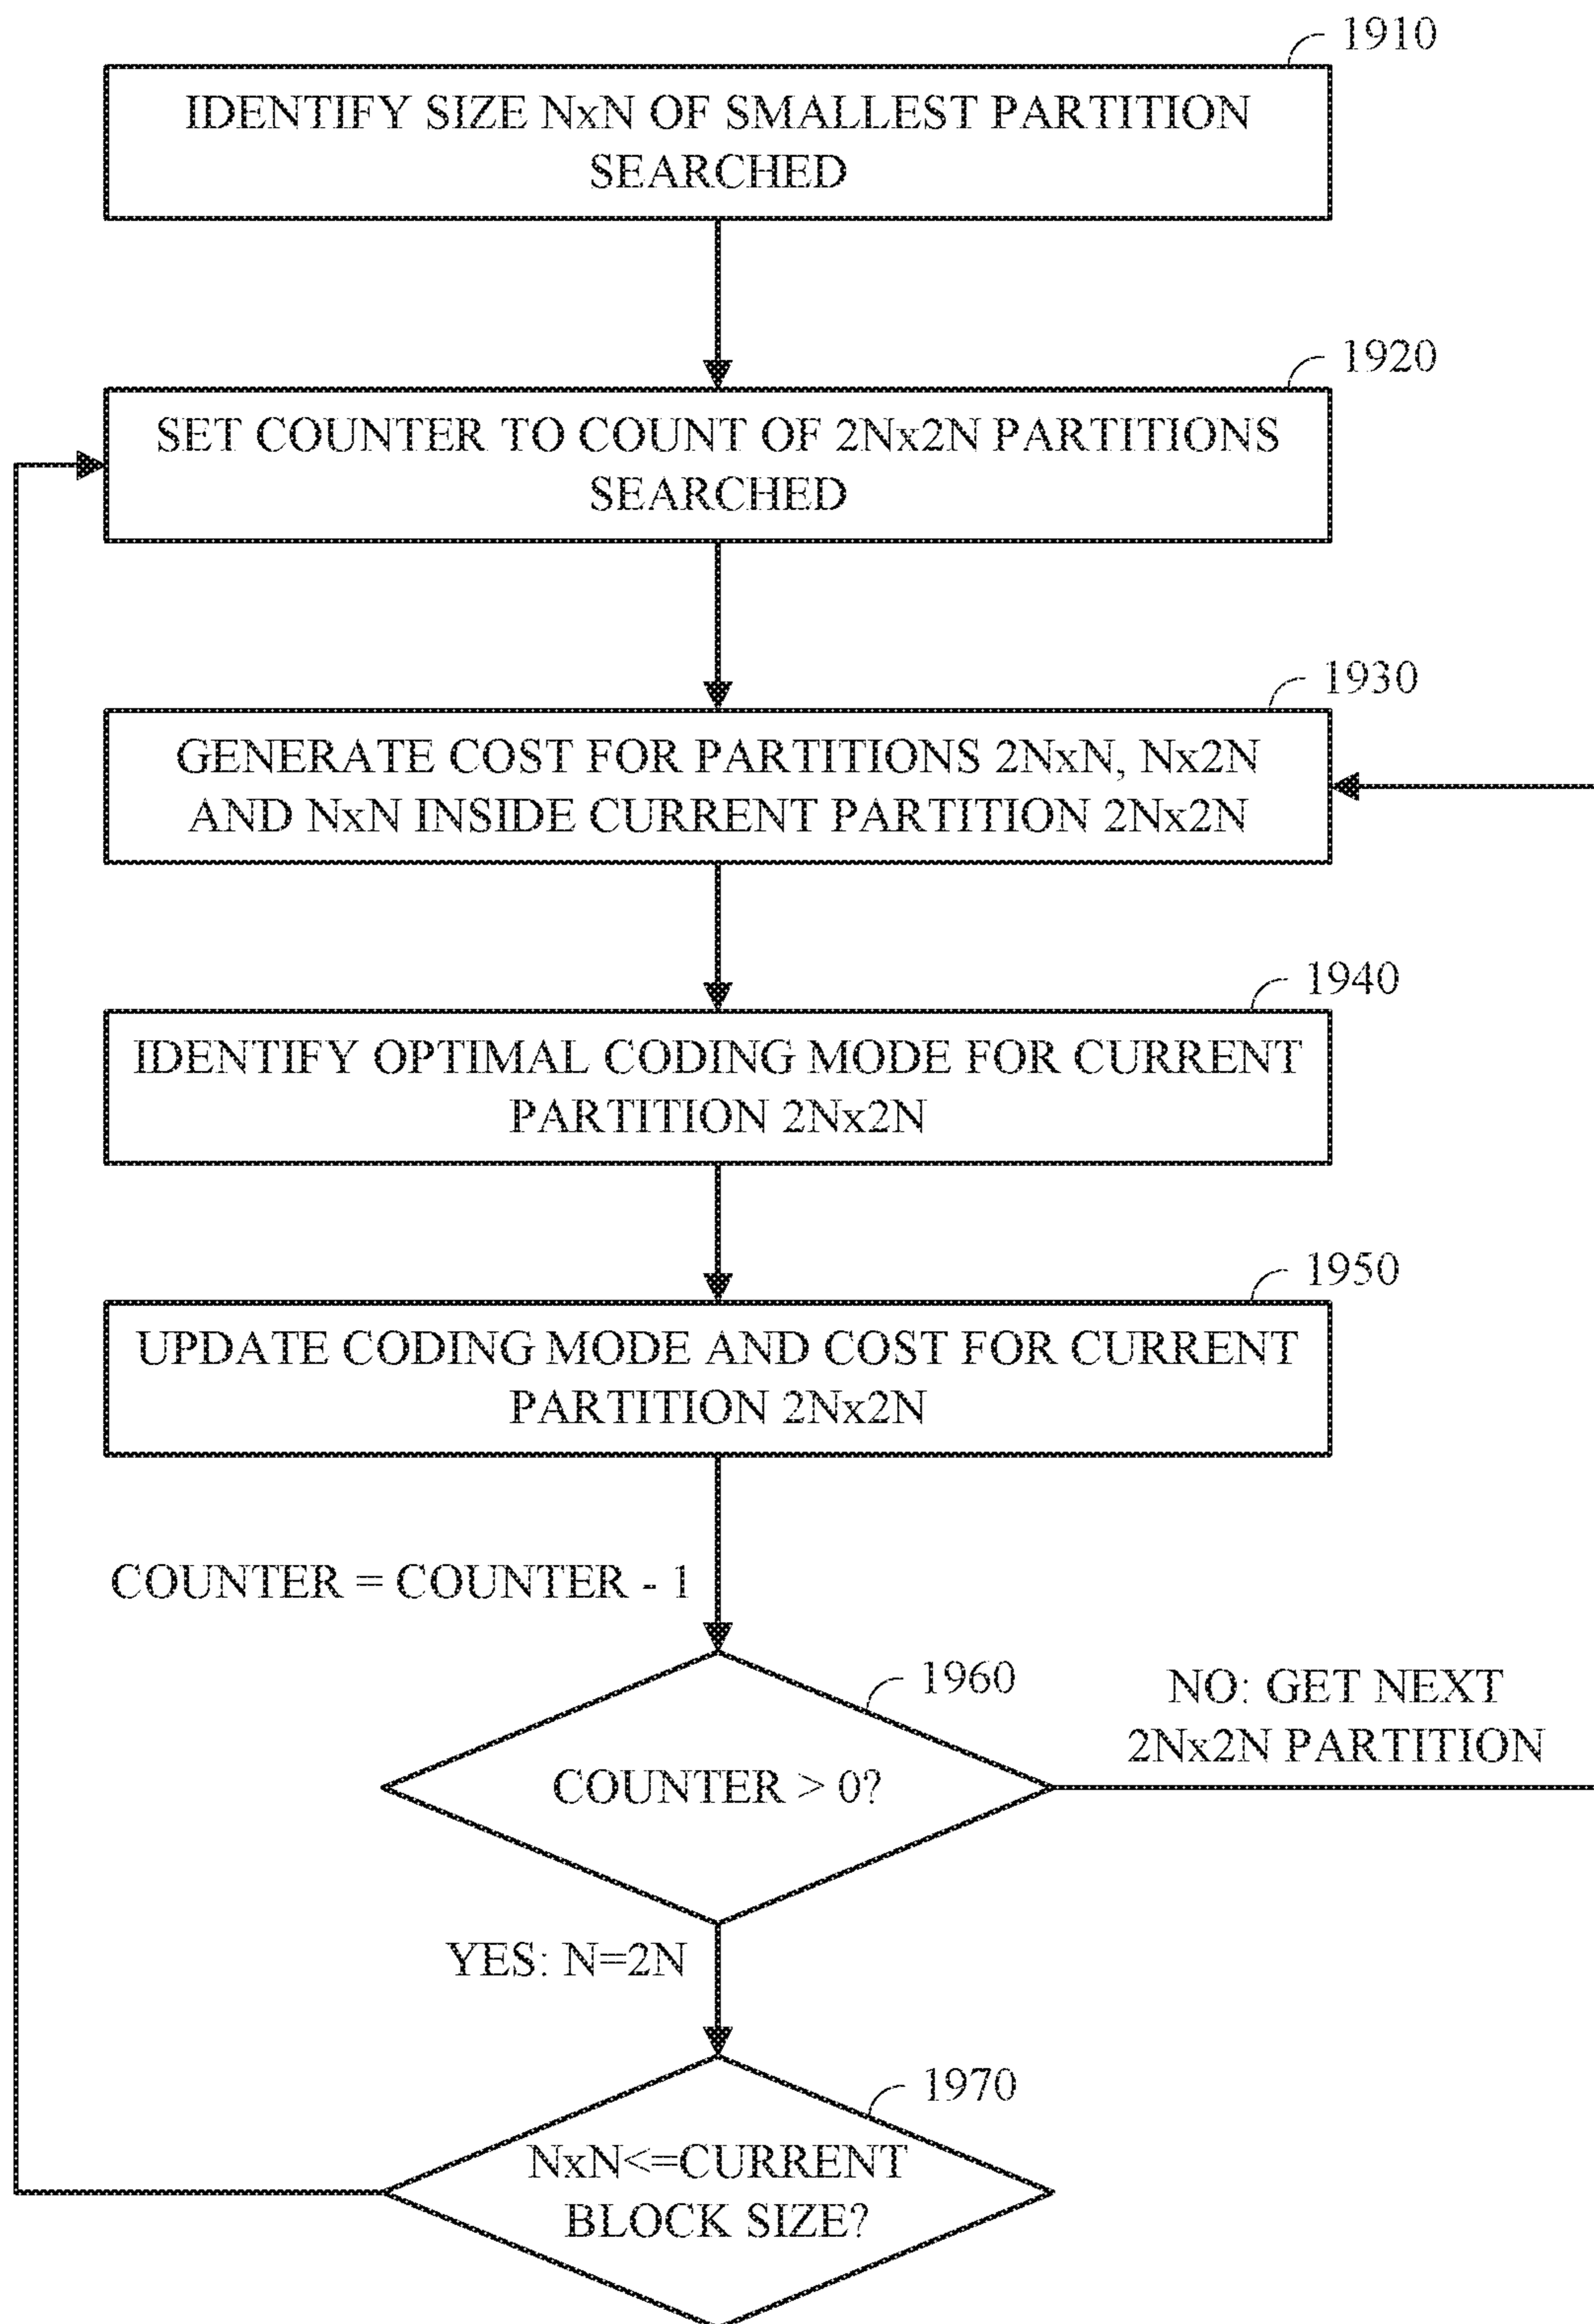 1910
IDENTIFY SIZE NxN OF SMALLEST PARTITION
SEARCHED
1920
SET COUNTER TO COUNT OF 2Nx2N PARTITIONS
SEARCHED
1930
GENERATE COST FOR PARTITIONS 2NxN, Nx2N
AND NxN INSIDE CURRENT PARTITION 2Nx2N
1940
IDENTIFY OPTIMAL CODING MODE FOR CURRENT
PARTITION 2Nx2N
1950
UPDATE CODING MODE AND COST FOR CURRENT
PARTITION 2Nx2N
COUNTER = COUNTER - 1
1960
COUNTER > 0?
NO: GET NEXT
2Nx2N PARTITION
YES: N=2N
1970
NxN<=CURRENT
BLOCK SIZE?